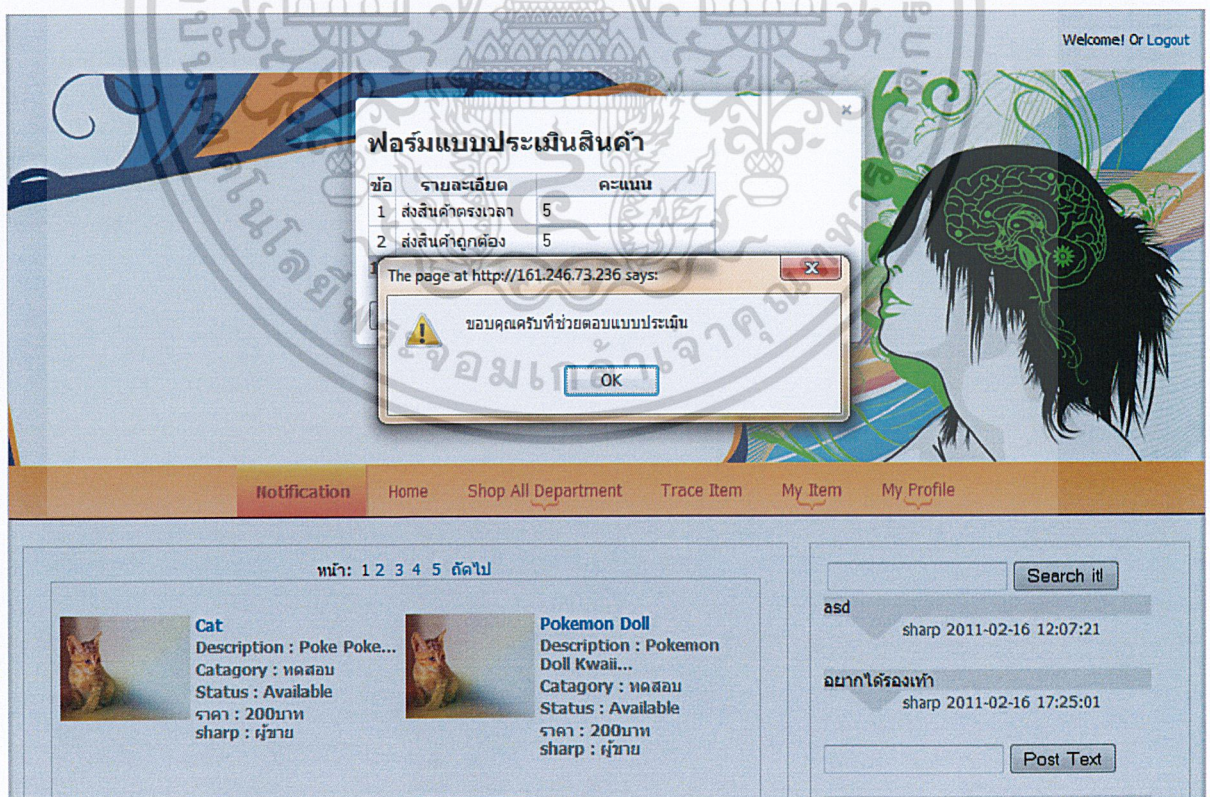 Welcome! Or Logout
×
ฟอร์มแบบประเมินสินค้า
ข้อ รายละเอียด คะแนน
1 ส่งสินค้าตรงเวลา 5
2 ส่งสินค้าถูกต้อง 5
The page at http://161.246.73.236 says:
ขอบคุณครับที่ช่วยตอบแบบประเมิน
OK
Notification Home Shop All Department Trace Item My Item My Profile
หน้า: 1 2 3 4 5 ถัดไป
Cat
Description : Poke Poke...
Catagory : ทดสอบ
Status : Available
ราคา : 200บาท
sharp : ผู้ขาย
Pokemon Doll
Description : Pokemon
Doll Kwaii...
Catagory : ทดสอบ
Status : Available
ราคา : 200บาท
sharp : ผู้ขาย
Search it!
asd
sharp 2011-02-16 12:07:21
อยากได้รองเท้า
sharp 2011-02-16 17:25:01
Post Text